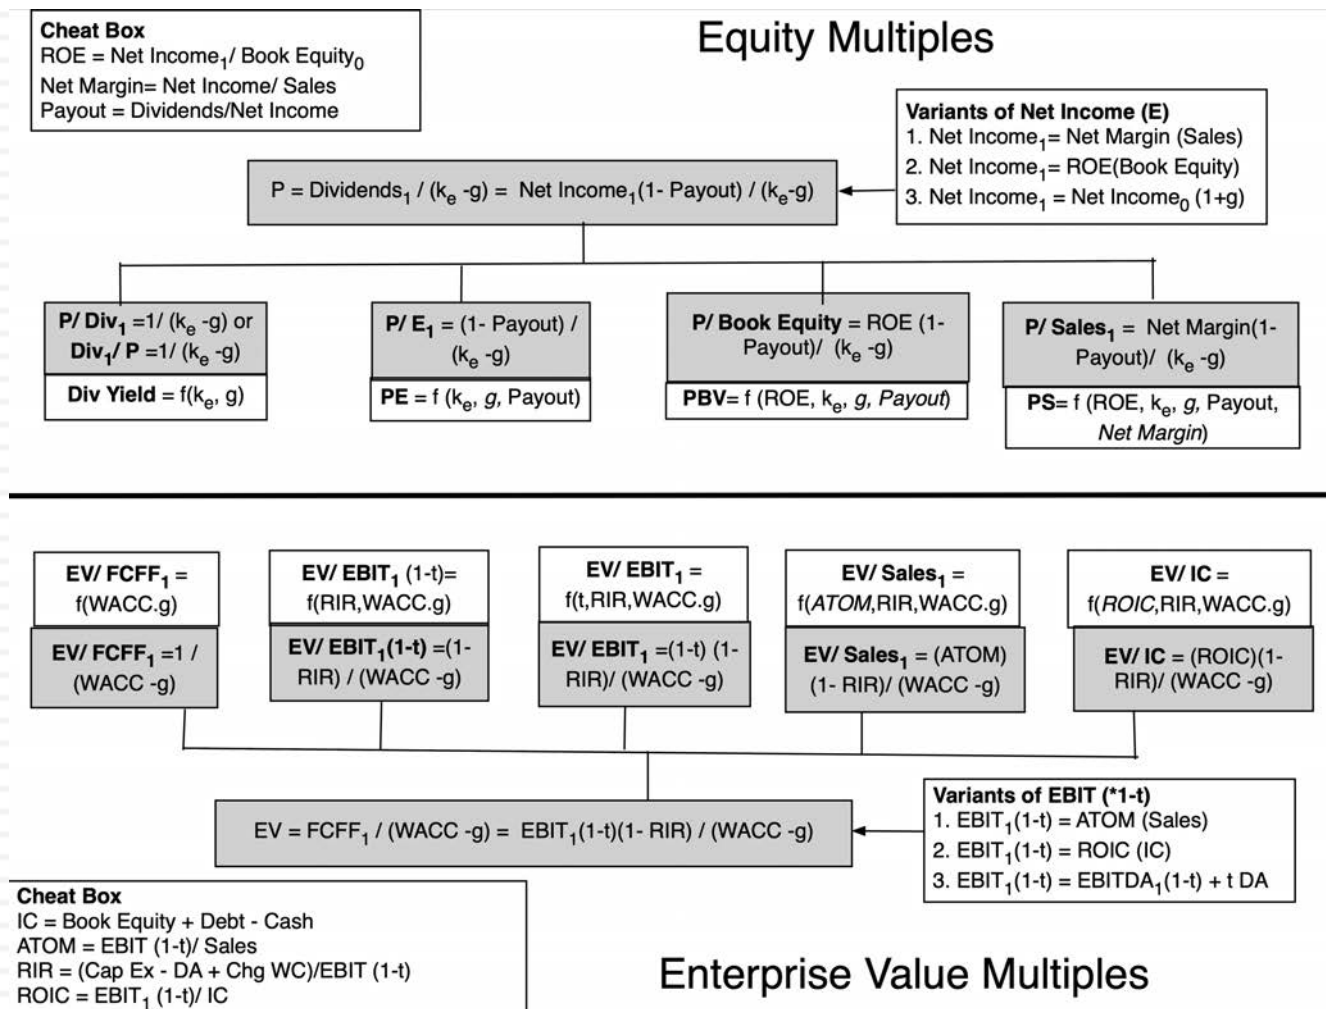 Cheat Box
ROE = Net Income₁/ Book Equity₀
Net Margin= Net Income/ Sales
Payout = Dividends/Net Income
Equity Multiples
Variants of Net Income (E)
1. Net Income₁= Net Margin (Sales)
2. Net Income₁= ROE(Book Equity)
3. Net Income₁ = Net Income₀ (1+g)
P = Dividends₁ / (kₑ -g) = Net Income₁(1- Payout) / (kₑ-g)
P/ Div₁ =1/ (kₑ -g) or
Div₁/ P =1/ (kₑ -g)
Div Yield = f(kₑ, g)
P/ E₁ = (1- Payout) /
(kₑ -g)
PE = f (kₑ, g, Payout)
P/ Book Equity = ROE (1-
Payout)/ (kₑ -g)
PBV= f (ROE, kₑ, g, Payout)
P/ Sales₁ = Net Margin(1-
Payout)/ (kₑ -g)
PS= f (ROE, kₑ, g, Payout,
Net Margin)
EV/ FCFF₁ =
f(WACC.g)
EV/ FCFF₁ =1 /
(WACC -g)
EV/ EBIT₁ (1-t)=
f(RIR,WACC.g)
EV/ EBIT₁(1-t) =(1-
RIR) / (WACC -g)
EV/ EBIT₁ =
f(t,RIR,WACC.g)
EV/ EBIT₁ =(1-t) (1-
RIR)/ (WACC -g)
EV/ Sales₁ =
f(ATOM,RIR,WACC.g)
EV/ Sales₁ = (ATOM)
(1- RIR)/ (WACC -g)
EV/ IC =
f(ROIC,RIR,WACC.g)
EV/ IC = (ROIC)(1-
RIR)/ (WACC -g)
EV = FCFF₁ / (WACC -g) = EBIT₁(1-t)(1- RIR) / (WACC -g)
Variants of EBIT (*1-t)
1. EBIT₁(1-t) = ATOM (Sales)
2. EBIT₁(1-t) = ROIC (IC)
3. EBIT₁(1-t) = EBITDA₁(1-t) + t DA
Cheat Box
IC = Book Equity + Debt - Cash
ATOM = EBIT (1-t)/ Sales
RIR = (Cap Ex - DA + Chg WC)/EBIT (1-t)
ROIC = EBIT₁ (1-t)/ IC
Enterprise Value Multiples